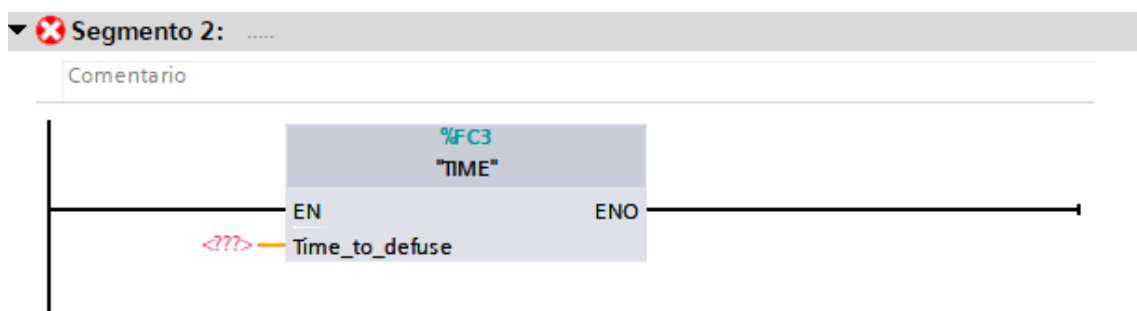 Segmento 2: .....
Comentario
%FC3
"TIME"
EN ENO
<???> Time_to_defuse